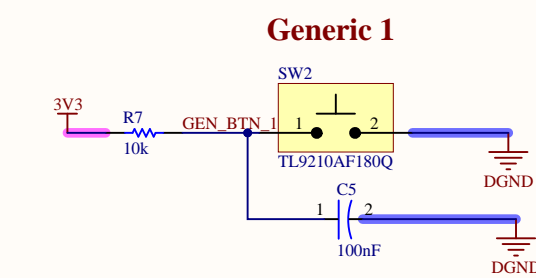 Generic 1
SW2
3V3
R7
GEN_BTN_1
1
2
10k
TL9210AF180Q
DGND
C5
1
2
100nF
DGND